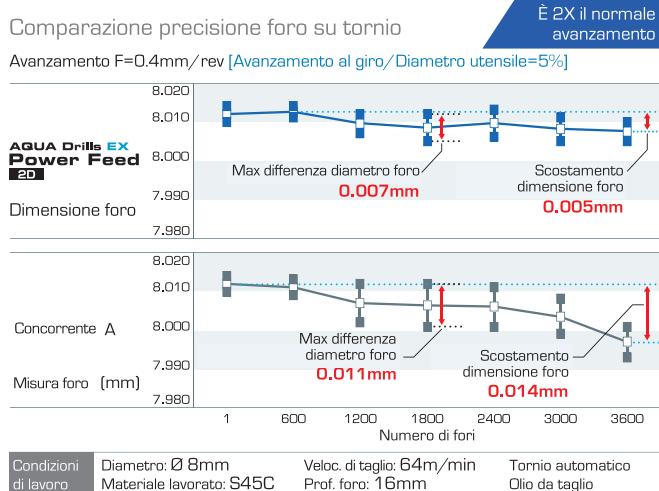 Comparazione precisione foro su tornio
È 2X il normale
avanzamento
Avanzamento F=0.4mm/rev [Avanzamento al giro/Diametro utensile=5%]
8.020
8.010
8.000
7.990
7.980
AQUA Drills EX
Power Feed
2D
Dimensione foro
Max differenza diametro foro
0.007mm
Scostamento
dimensione foro
0.005mm
8.020
8.010
8.000
7.990
7.980
Concorrente A
Misura foro (mm)
Max differenza
diametro foro
0.011mm
Scostamento
dimensione foro
0.014mm
1 600 1200 1800 2400 3000 3600
Numero di fori
Condizioni
di lavoro
Diametro: Ø 8mm
Materiale lavorato: S45C
Veloc. di taglio: 64m/min
Prof. foro: 16mm
Tornio automatico
Olio da taglio